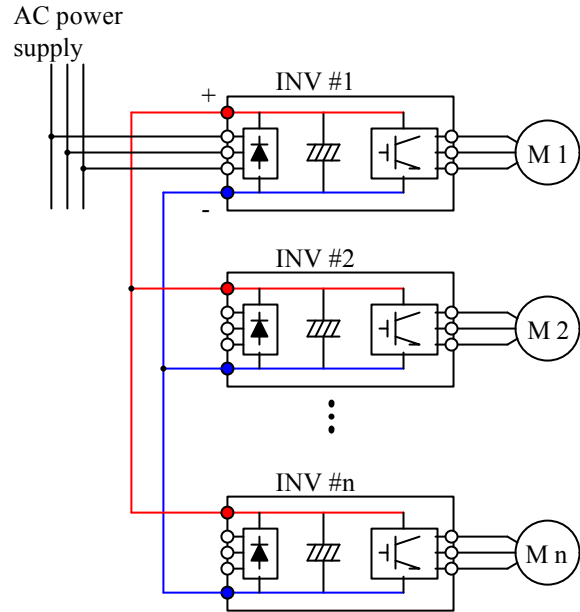 AC power
supply
+
INV #1
M 1
-
INV #2
M 2
INV #n
M n